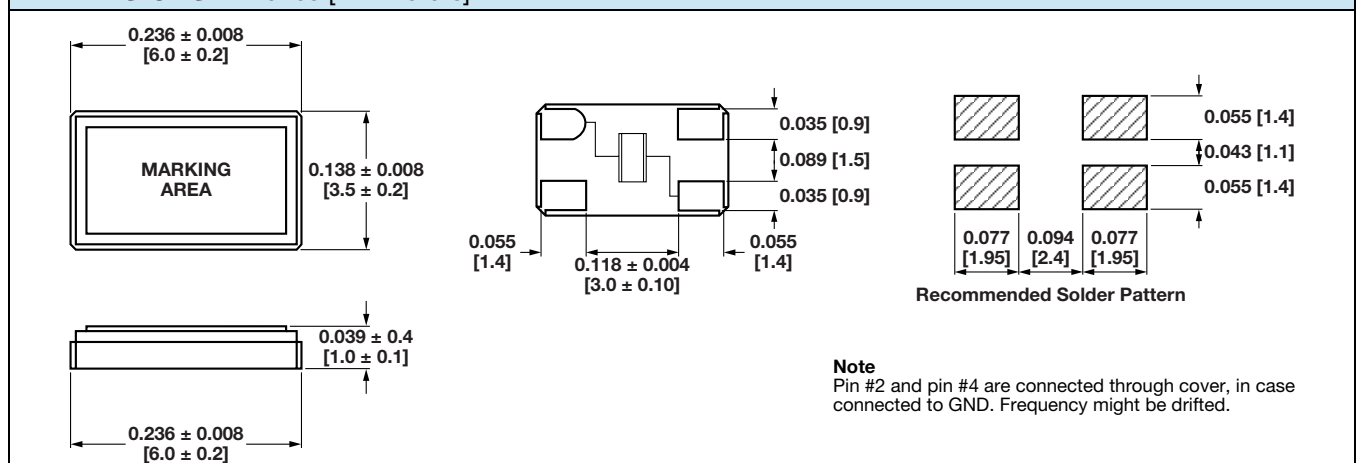 0.236 ± 0.008
[6.0 ± 0.2]
MARKING
AREA
0.138 ± 0.008
[3.5 ± 0.2]
0.039 ± 0.4
[1.0 ± 0.1]
0.236 ± 0.008
[6.0 ± 0.2]
0.035 [0.9]
0.089 [1.5]
0.035 [0.9]
0.055
[1.4]
0.118 ± 0.004
[3.0 ± 0.10]
0.055
[1.4]
0.055 [1.4]
0.043 [1.1]
0.055 [1.4]
0.077
[1.95]
0.094
[2.4]
0.077
[1.95]
Recommended Solder Pattern
Note
Pin #2 and pin #4 are connected through cover, in case
connected to GND. Frequency might be drifted.